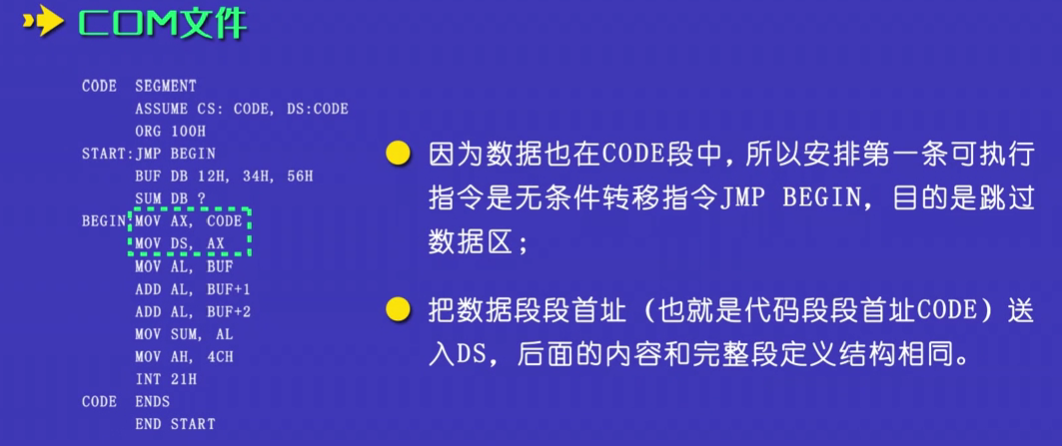 COM文件
CODE SEGMENT
ASSUME CS: CODE, DS:CODE
ORG 100H
START:JMP BEGIN
BUF DB 12H, 34H, 56H
SUM DB ?
BEGIN:MOV AX, CODE
MOV DS, AX
MOV AL, BUF
ADD AL, BUF+1
ADD AL, BUF+2
MOV SUM, AL
MOV AH, 4CH
INT 21H
CODE ENDS
END START
因为数据也在CODE段中，所以安排第一条可执行
指令是无条件转移指令JMP BEGIN，目的是跳过
数据区；
把数据段段首址（也就是代码段段首址CODE）送
入DS，后面的内容和完整段定义结构相同。